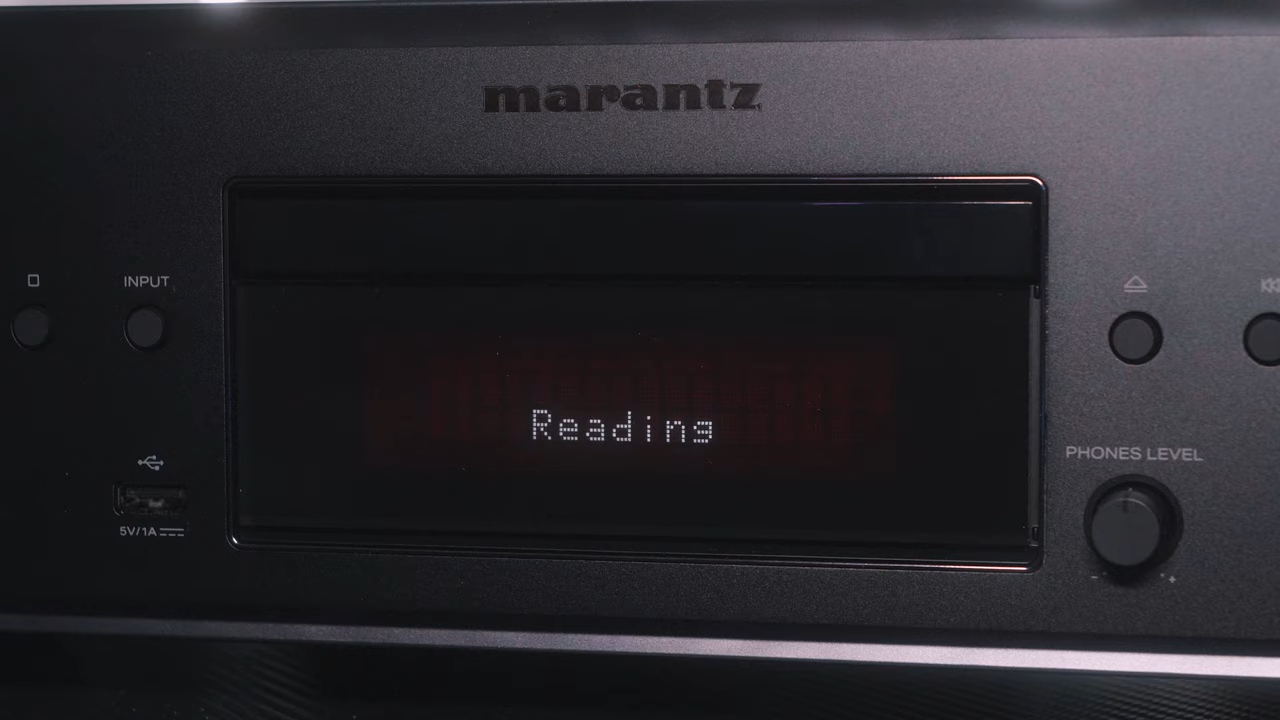 marantz
INPUT
Reading
PHONES LEVEL
5V/1A
- +